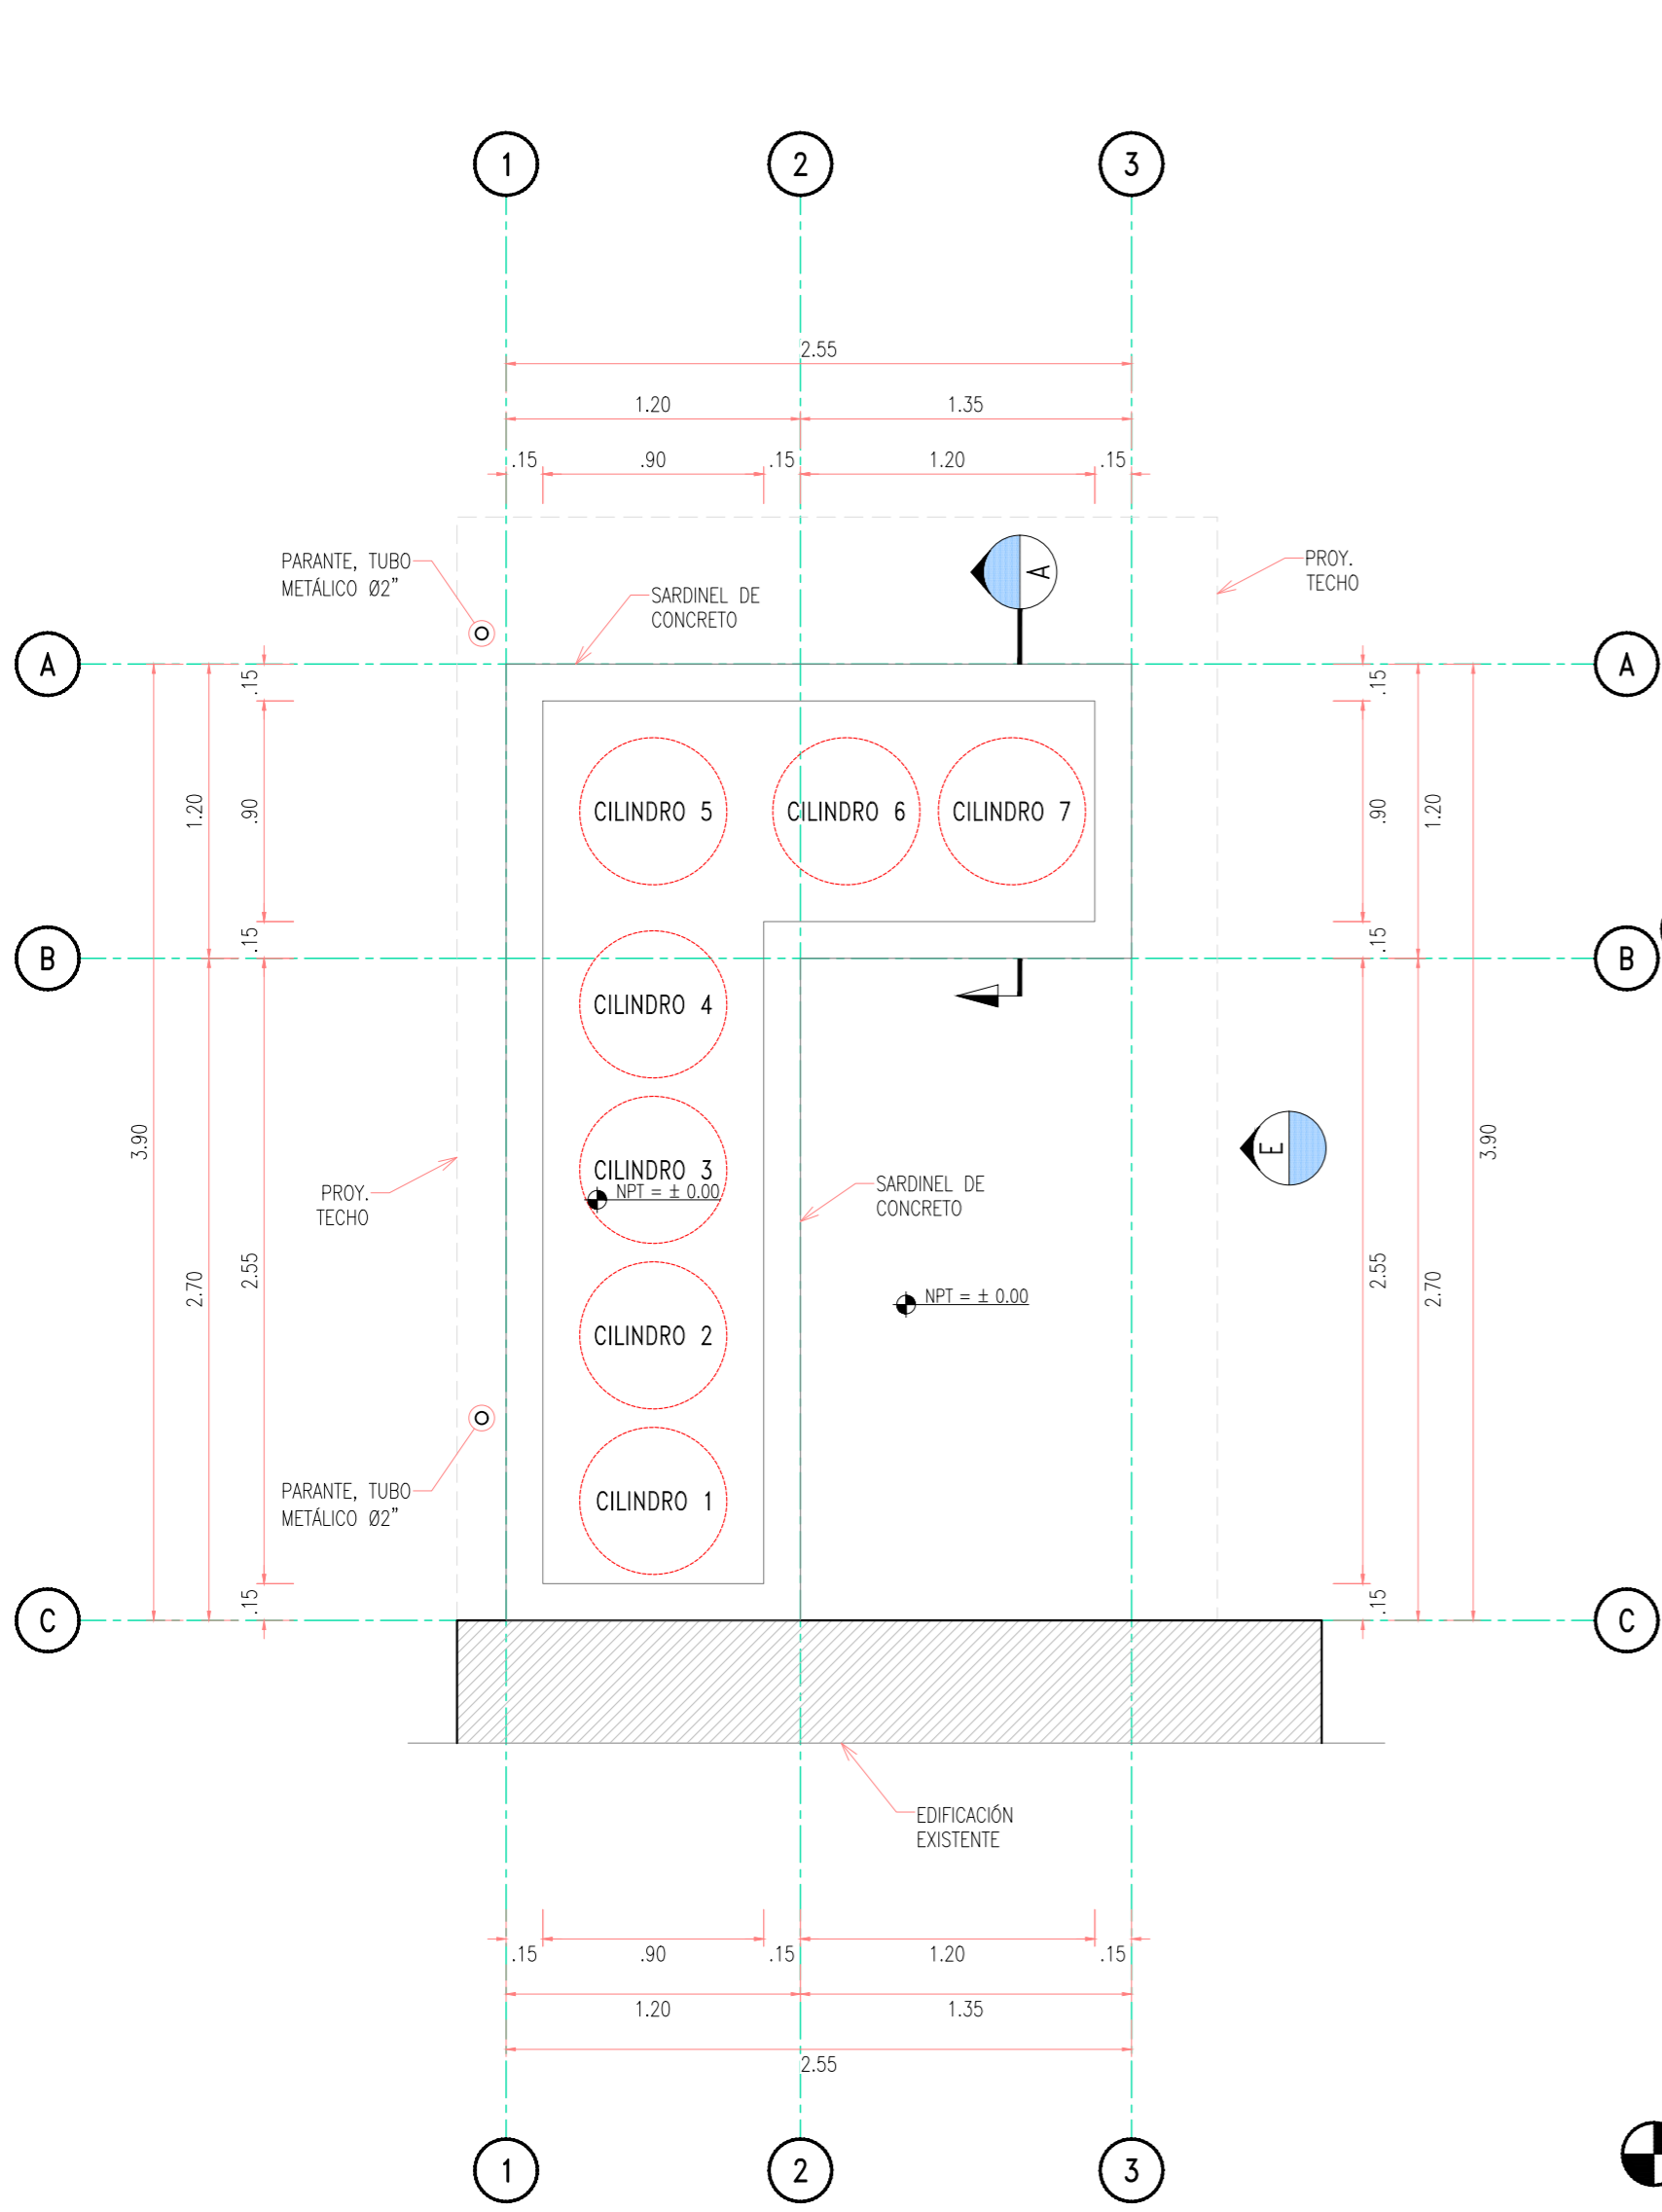 1 2 3
2.55
1.20 1.35
.15 .90 .15 1.20 .15
PARANTE, TUBO
METÁLICO Ø2"
SARDINEL DE
CONCRETO
A
PROY.
TECHO
A A
.15 .15
1.20 .90 .90 1.20
CILINDRO 5 CILINDRO 6 CILINDRO 7
.15 .15
B B
CILINDRO 4
3.90 3.90
E
CILINDRO 3
NPT = ± 0.00
PROY.
TECHO
SARDINEL DE
CONCRETO
2.70 2.55 2.55 2.70
NPT = ± 0.00
CILINDRO 2
PARANTE, TUBO
METÁLICO Ø2"
CILINDRO 1
.15 .15
C C
EDIFICACIÓN
EXISTENTE
.15 .90 .15 1.20 .15
1.20 1.35
2.55
1 2 3